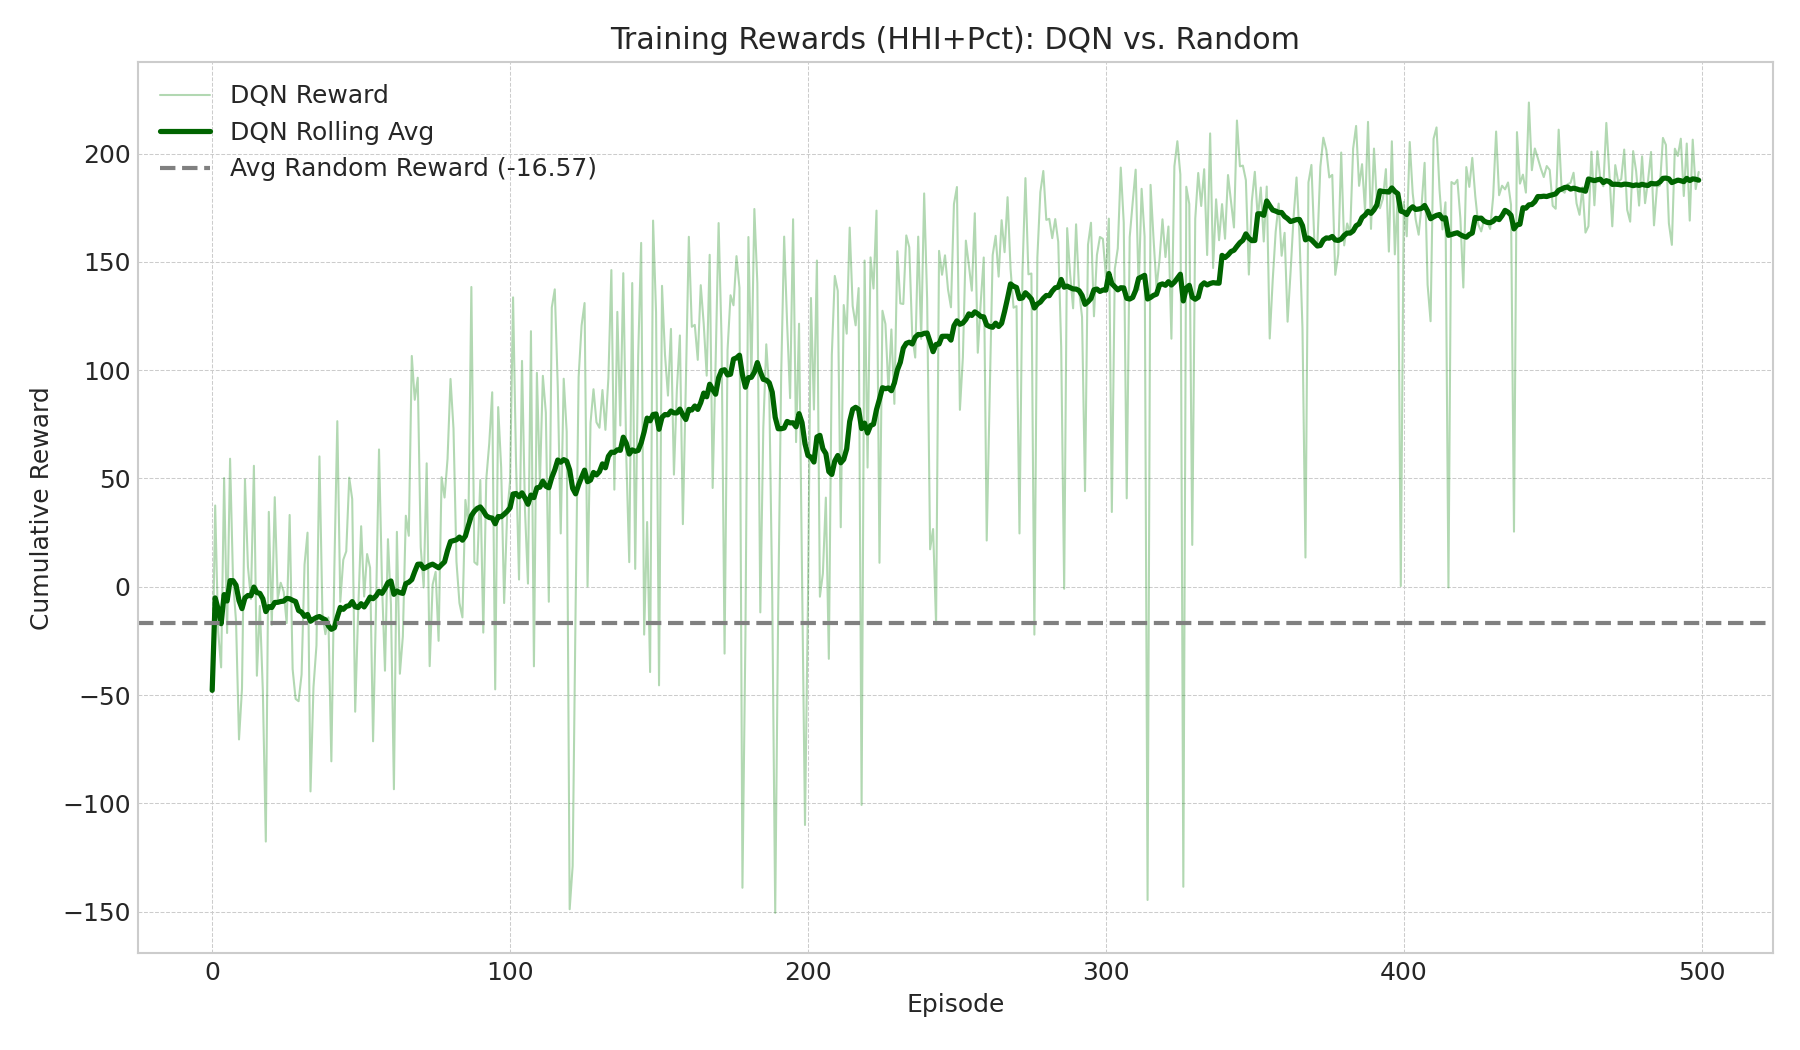 Training Rewards (HHI+Pct): DQN vs. Random
DQN Reward
DQN Rolling Avg
Avg Random Reward (-16.57)
Cumulative Reward
200
150
100
50
0
−50
−100
−150
0 100 200 300 400 500
Episode